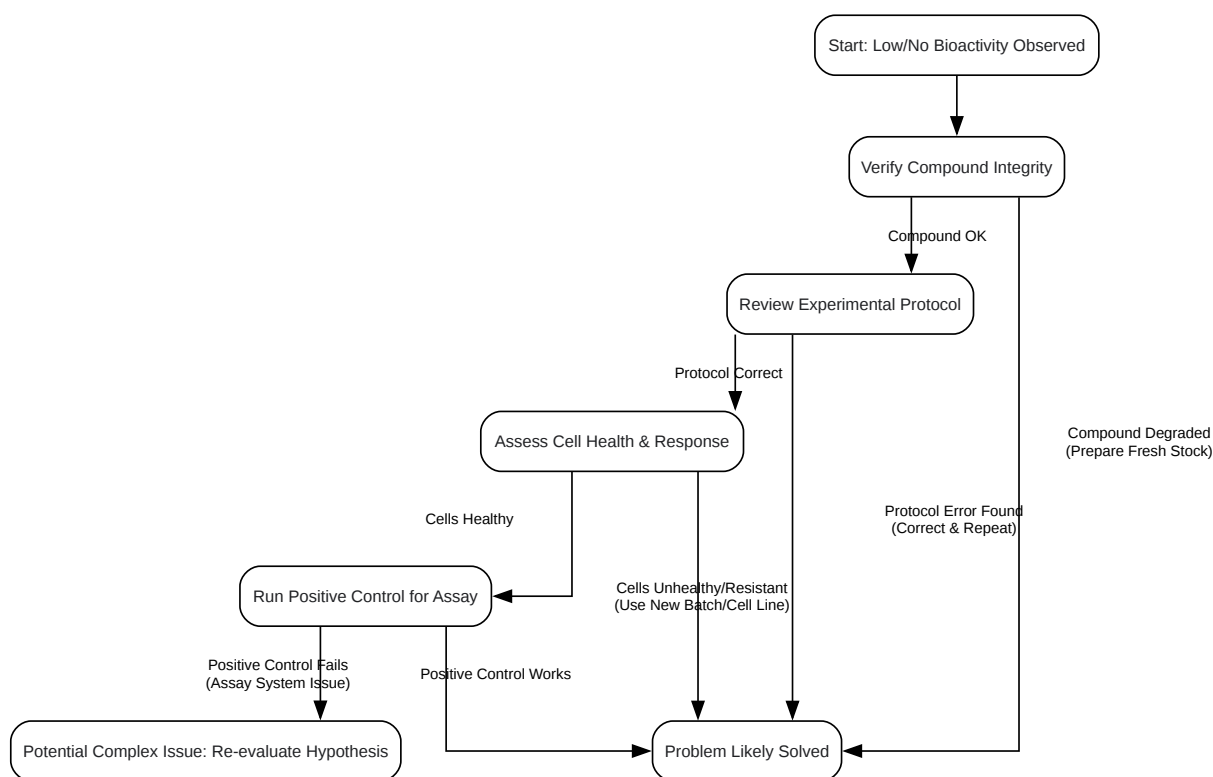 Start: Low/No Bioactivity Observed
Verify Compound Integrity
Compound OK
Review Experimental Protocol
Protocol Correct
Compound Degraded
(Prepare Fresh Stock)
Assess Cell Health & Response
Protocol Error Found
(Correct & Repeat)
Cells Healthy
Cells Unhealthy/Resistant
(Use New Batch/Cell Line)
Run Positive Control for Assay
Positive Control Fails
(Assay System Issue)
Positive Control Works
Potential Complex Issue: Re-evaluate Hypothesis
Problem Likely Solved